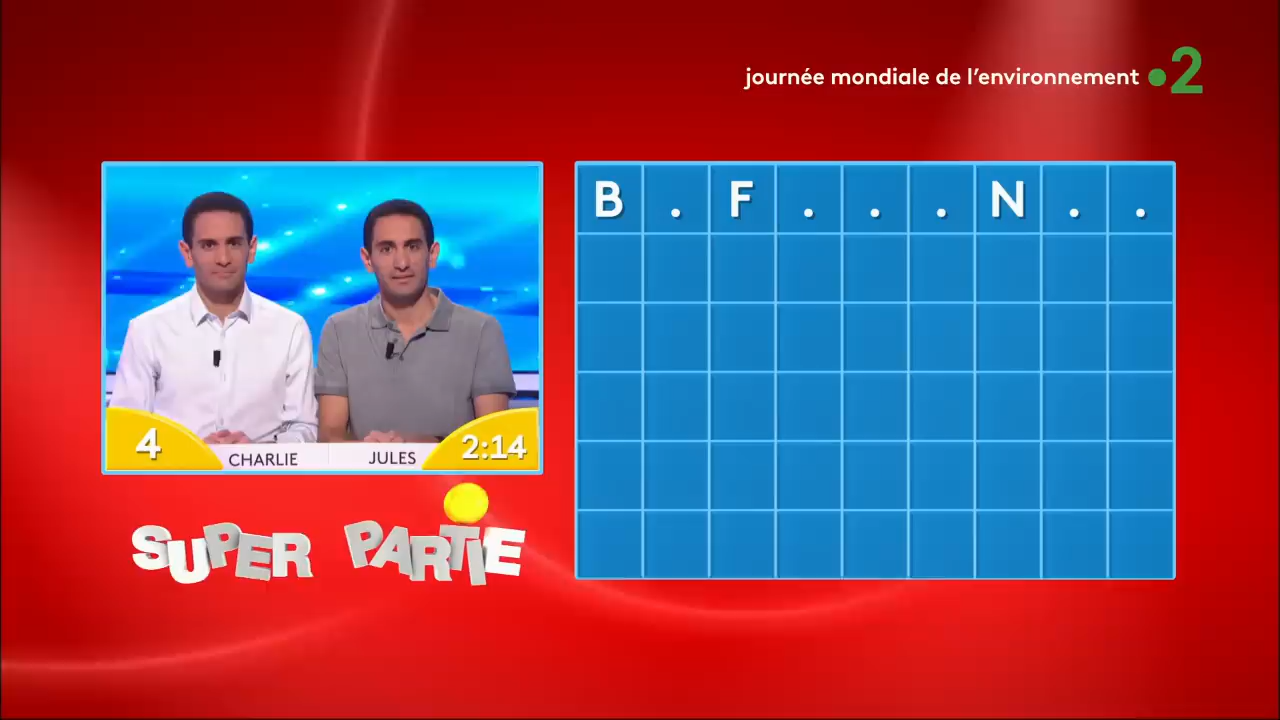 journée mondiale de l'environnement 2
B . F . . . N . .
4 CHARLIE JULES 2:14
SUPER PARTIE